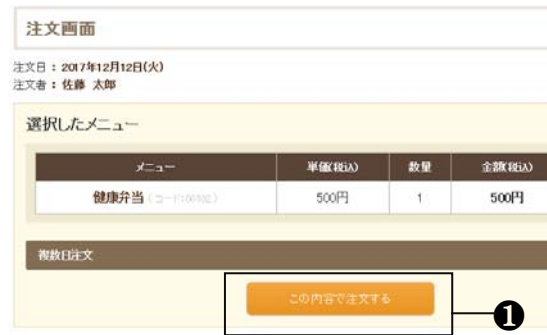 注文画面
注文日：2017年12月12日(火)
注文者：佐藤 太郎
選択したメニュー
メニュー 単価(税込) 数量 金額(税込)
健康弁当 500円 1 500円
複数日注文
この内容で注文する
❶